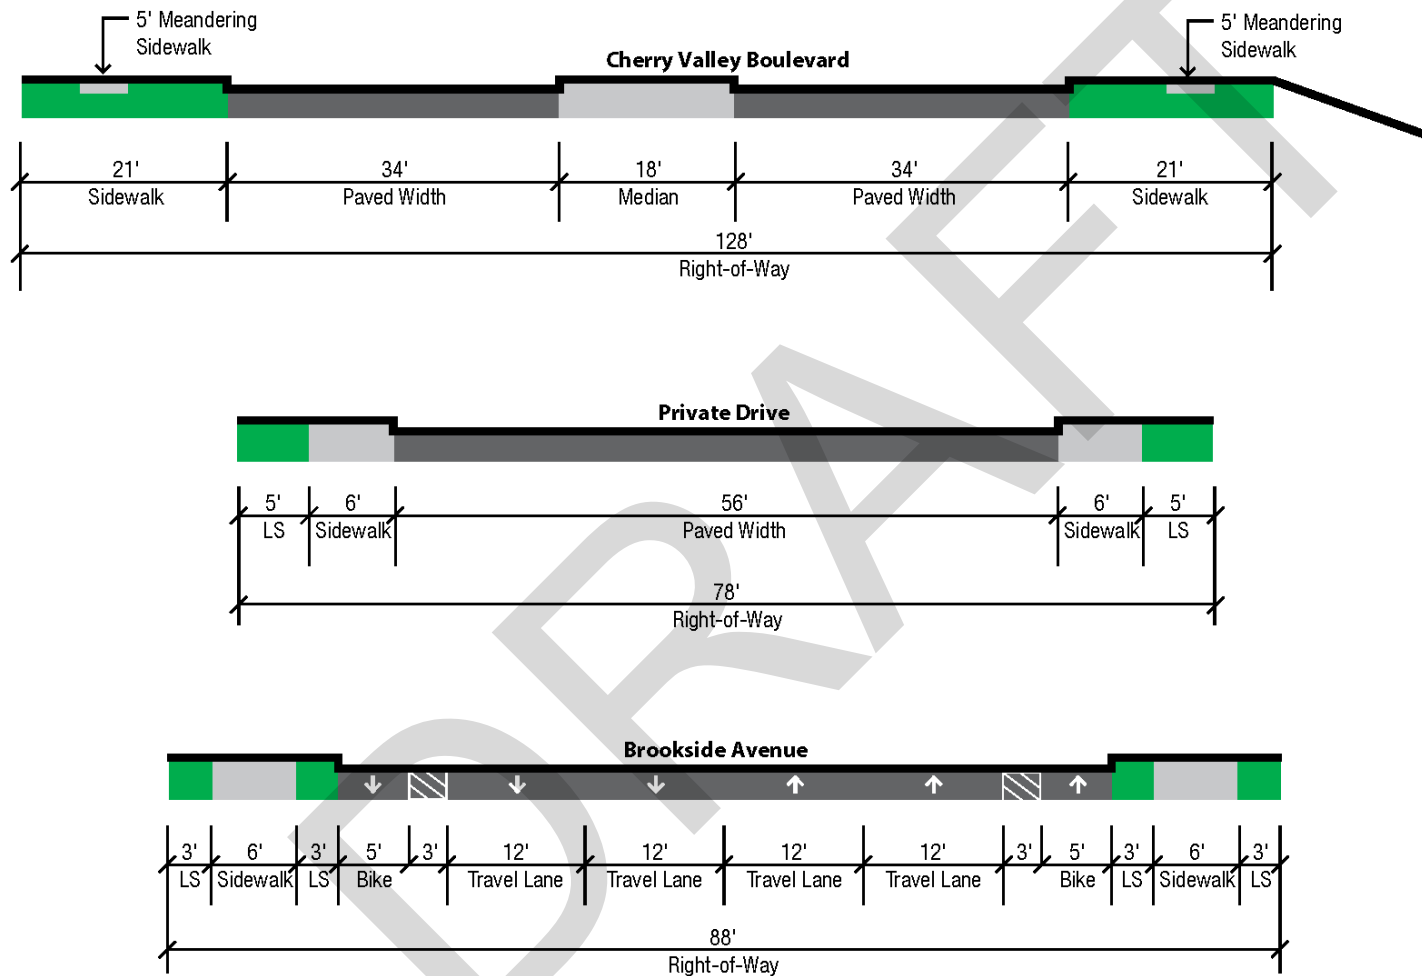 5' Meandering
Sidewalk
5' Meandering
Sidewalk
Cherry Valley Boulevard
21' 34' 18' 34' 21'
Sidewalk Paved Width Median Paved Width Sidewalk
128'
Right-of-Way
Private Drive
5' 6' 56' 6' 5'
LS Sidewalk Paved Width Sidewalk LS
78'
Right-of-Way
Brookside Avenue
3' 6' 3' 5' 3' 12' 12' 12' 12' 3' 5' 3' 6' 3'
LS Sidewalk LS Bike Travel Lane Travel Lane Travel Lane Travel Lane Bike LS Sidewalk LS
88'
Right-of-Way
DRAFT